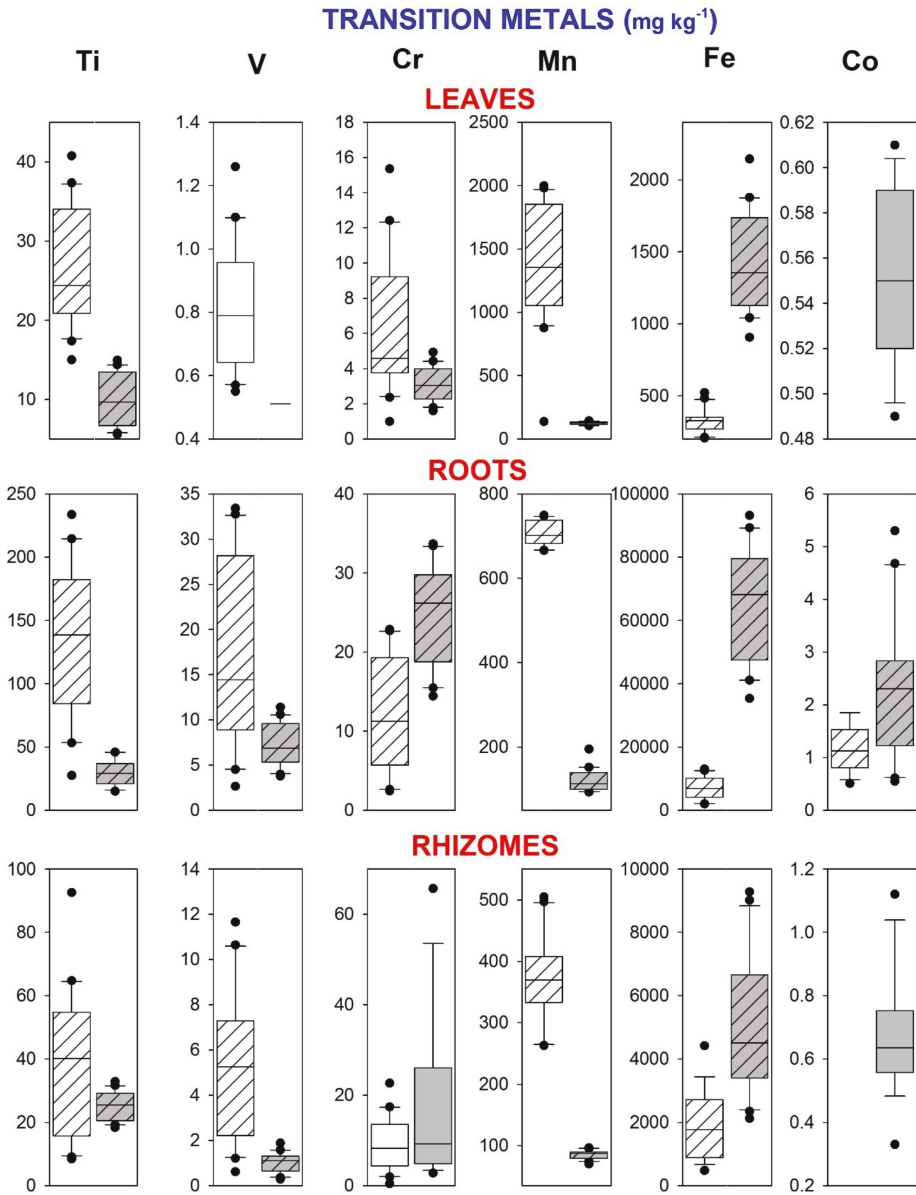 TRANSITION METALS (mg kg⁻¹)
Ti V Cr Mn Fe Co
LEAVES
40 30 20 10
1.4 1.2 1.0 0.8 0.6 0.4
18 16 14 12 10 8 6 4 2 0
2500 2000 1500 1000 500 0
2000 1500 1000 500
0.62 0.60 0.58 0.56 0.54 0.52 0.50 0.48
ROOTS
250 200 150 100 50 0
35 30 25 20 15 10 5 0
40 30 20 10 0
800 600 400 200
100000 80000 60000 40000 20000 0
6 5 4 3 2 1 0
RHIZOMES
100 80 60 40 20 0
14 12 10 8 6 4 2 0
60 40 20 0
500 400 300 100
10000 8000 6000 4000 2000 0
1.2 1.0 0.8 0.6 0.4 0.2